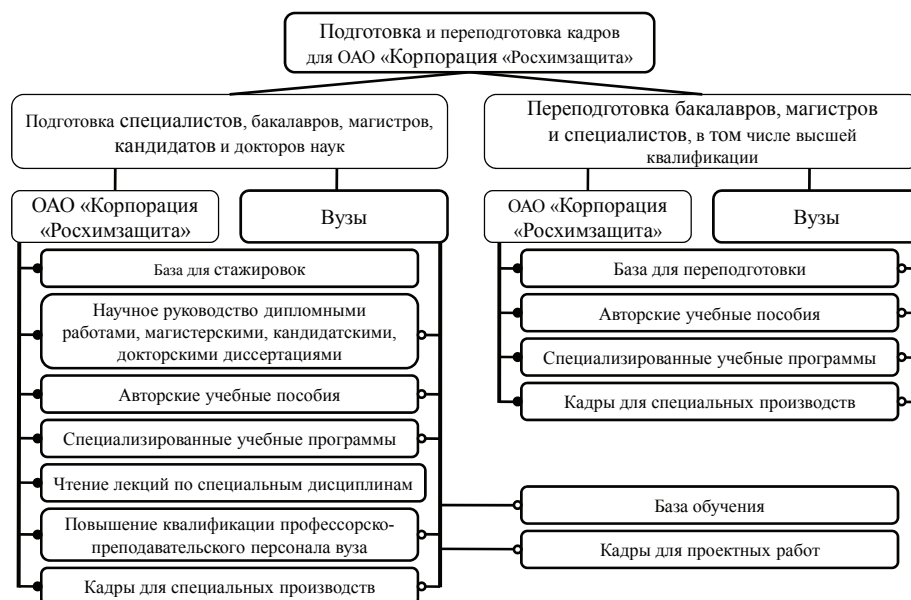 Подготовка и переподготовка кадров
для ОАО «Корпорация «Росхимзащита»
Подготовка специалистов, бакалавров, магистров,
кандидатов и докторов наук
Переподготовка бакалавров, магистров
и специалистов, в том числе высшей
квалификации
ОАО «Корпорация
«Росхимзащита»
Вузы
ОАО «Корпорация
«Росхимзащита»
Вузы
База для стажировок
Научное руководство дипломными
работами, магистерскими, кандидатскими,
докторскими диссертациями
Авторские учебные пособия
Специализированные учебные программы
Чтение лекций по специальным дисциплинам
Повышение квалификации профессорско-
преподавательского персонала вуза
Кадры для специальных производств
База для переподготовки
Авторские учебные пособия
Специализированные учебные программы
Кадры для специальных производств
База обучения
Кадры для проектных работ